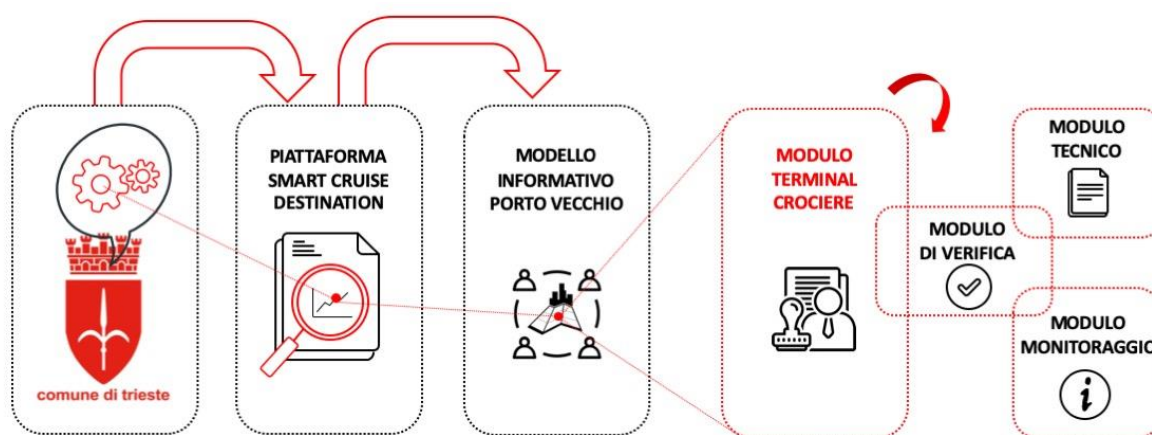 comune di trieste
PIATTAFORMA
SMART CRUISE
DESTINATION
MODELLO
INFORMATIVO
PORTO VECCHIO
MODULO
TERMINAL
CROCIERE
MODULO
DI VERIFICA
MODULO
TECNICO
MODULO
MONITORAGGIO
i